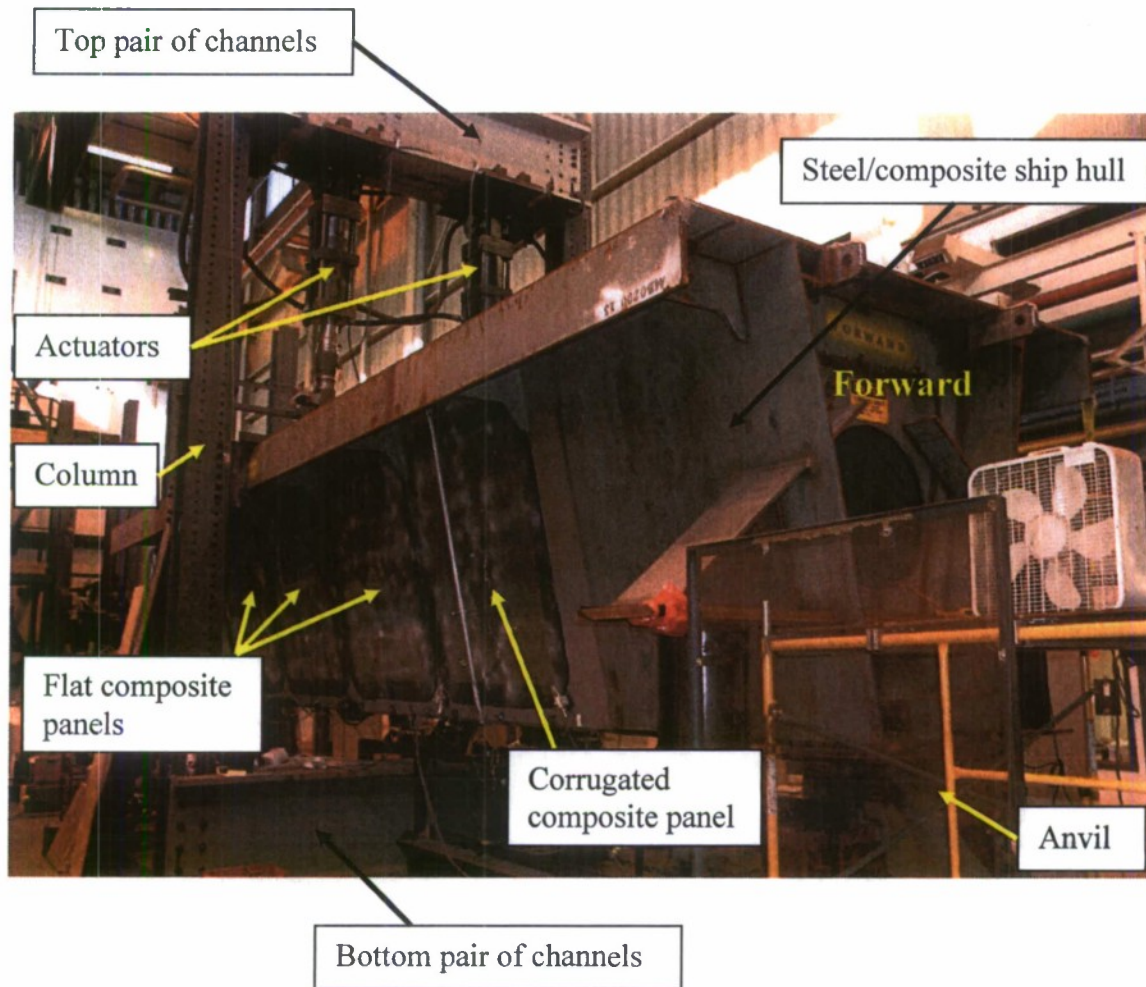 Top pair of channels
Steel/composite ship hull
Actuators
FORWARD
Forward
Column
Flat composite
panels
Corrugated
composite panel
Anvil
Bottom pair of channels